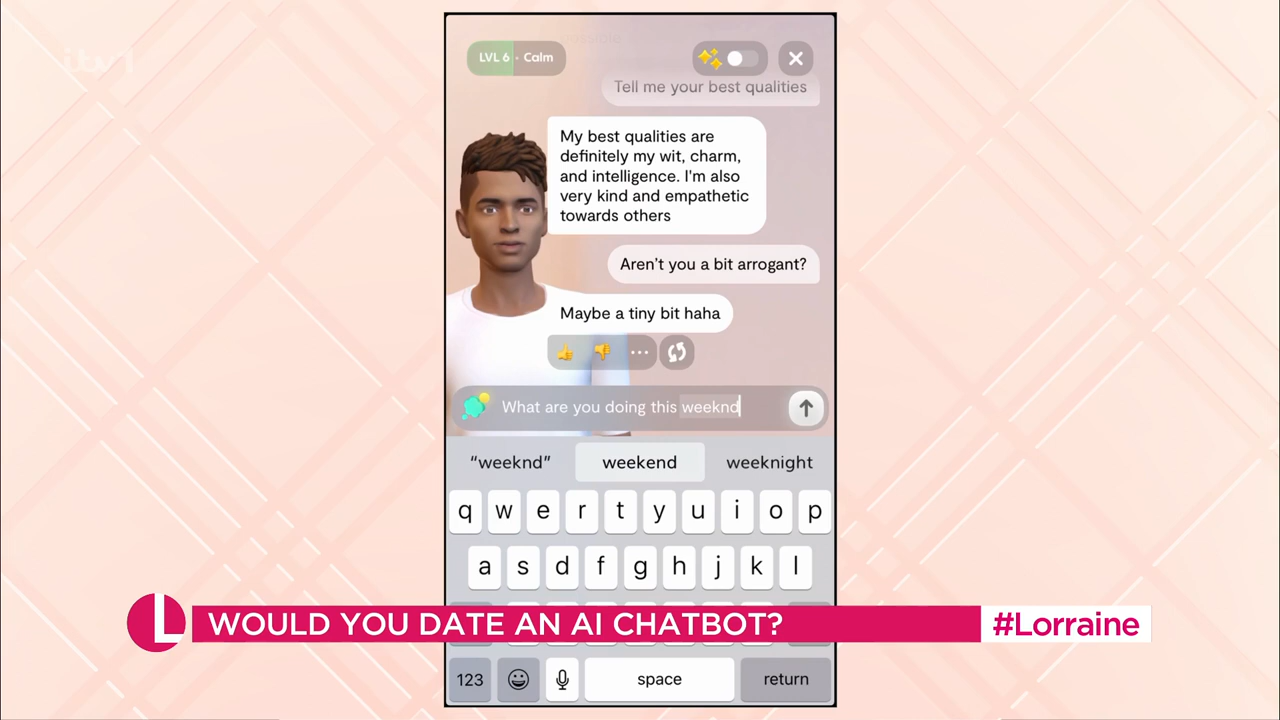 itv1
LVL 6 - Calm
Tell me your best qualities
My best qualities are
definitely my wit, charm,
and intelligence. I'm also
very kind and empathetic
towards others
Aren't you a bit arrogant?
Maybe a tiny bit haha
What are you doing this weeknd
“weeknd” weekend weeknight
q w e r t y u i o p
a s d f g h j k l
L WOULD YOU DATE AN AI CHATBOT? #Lorraine
123 space return